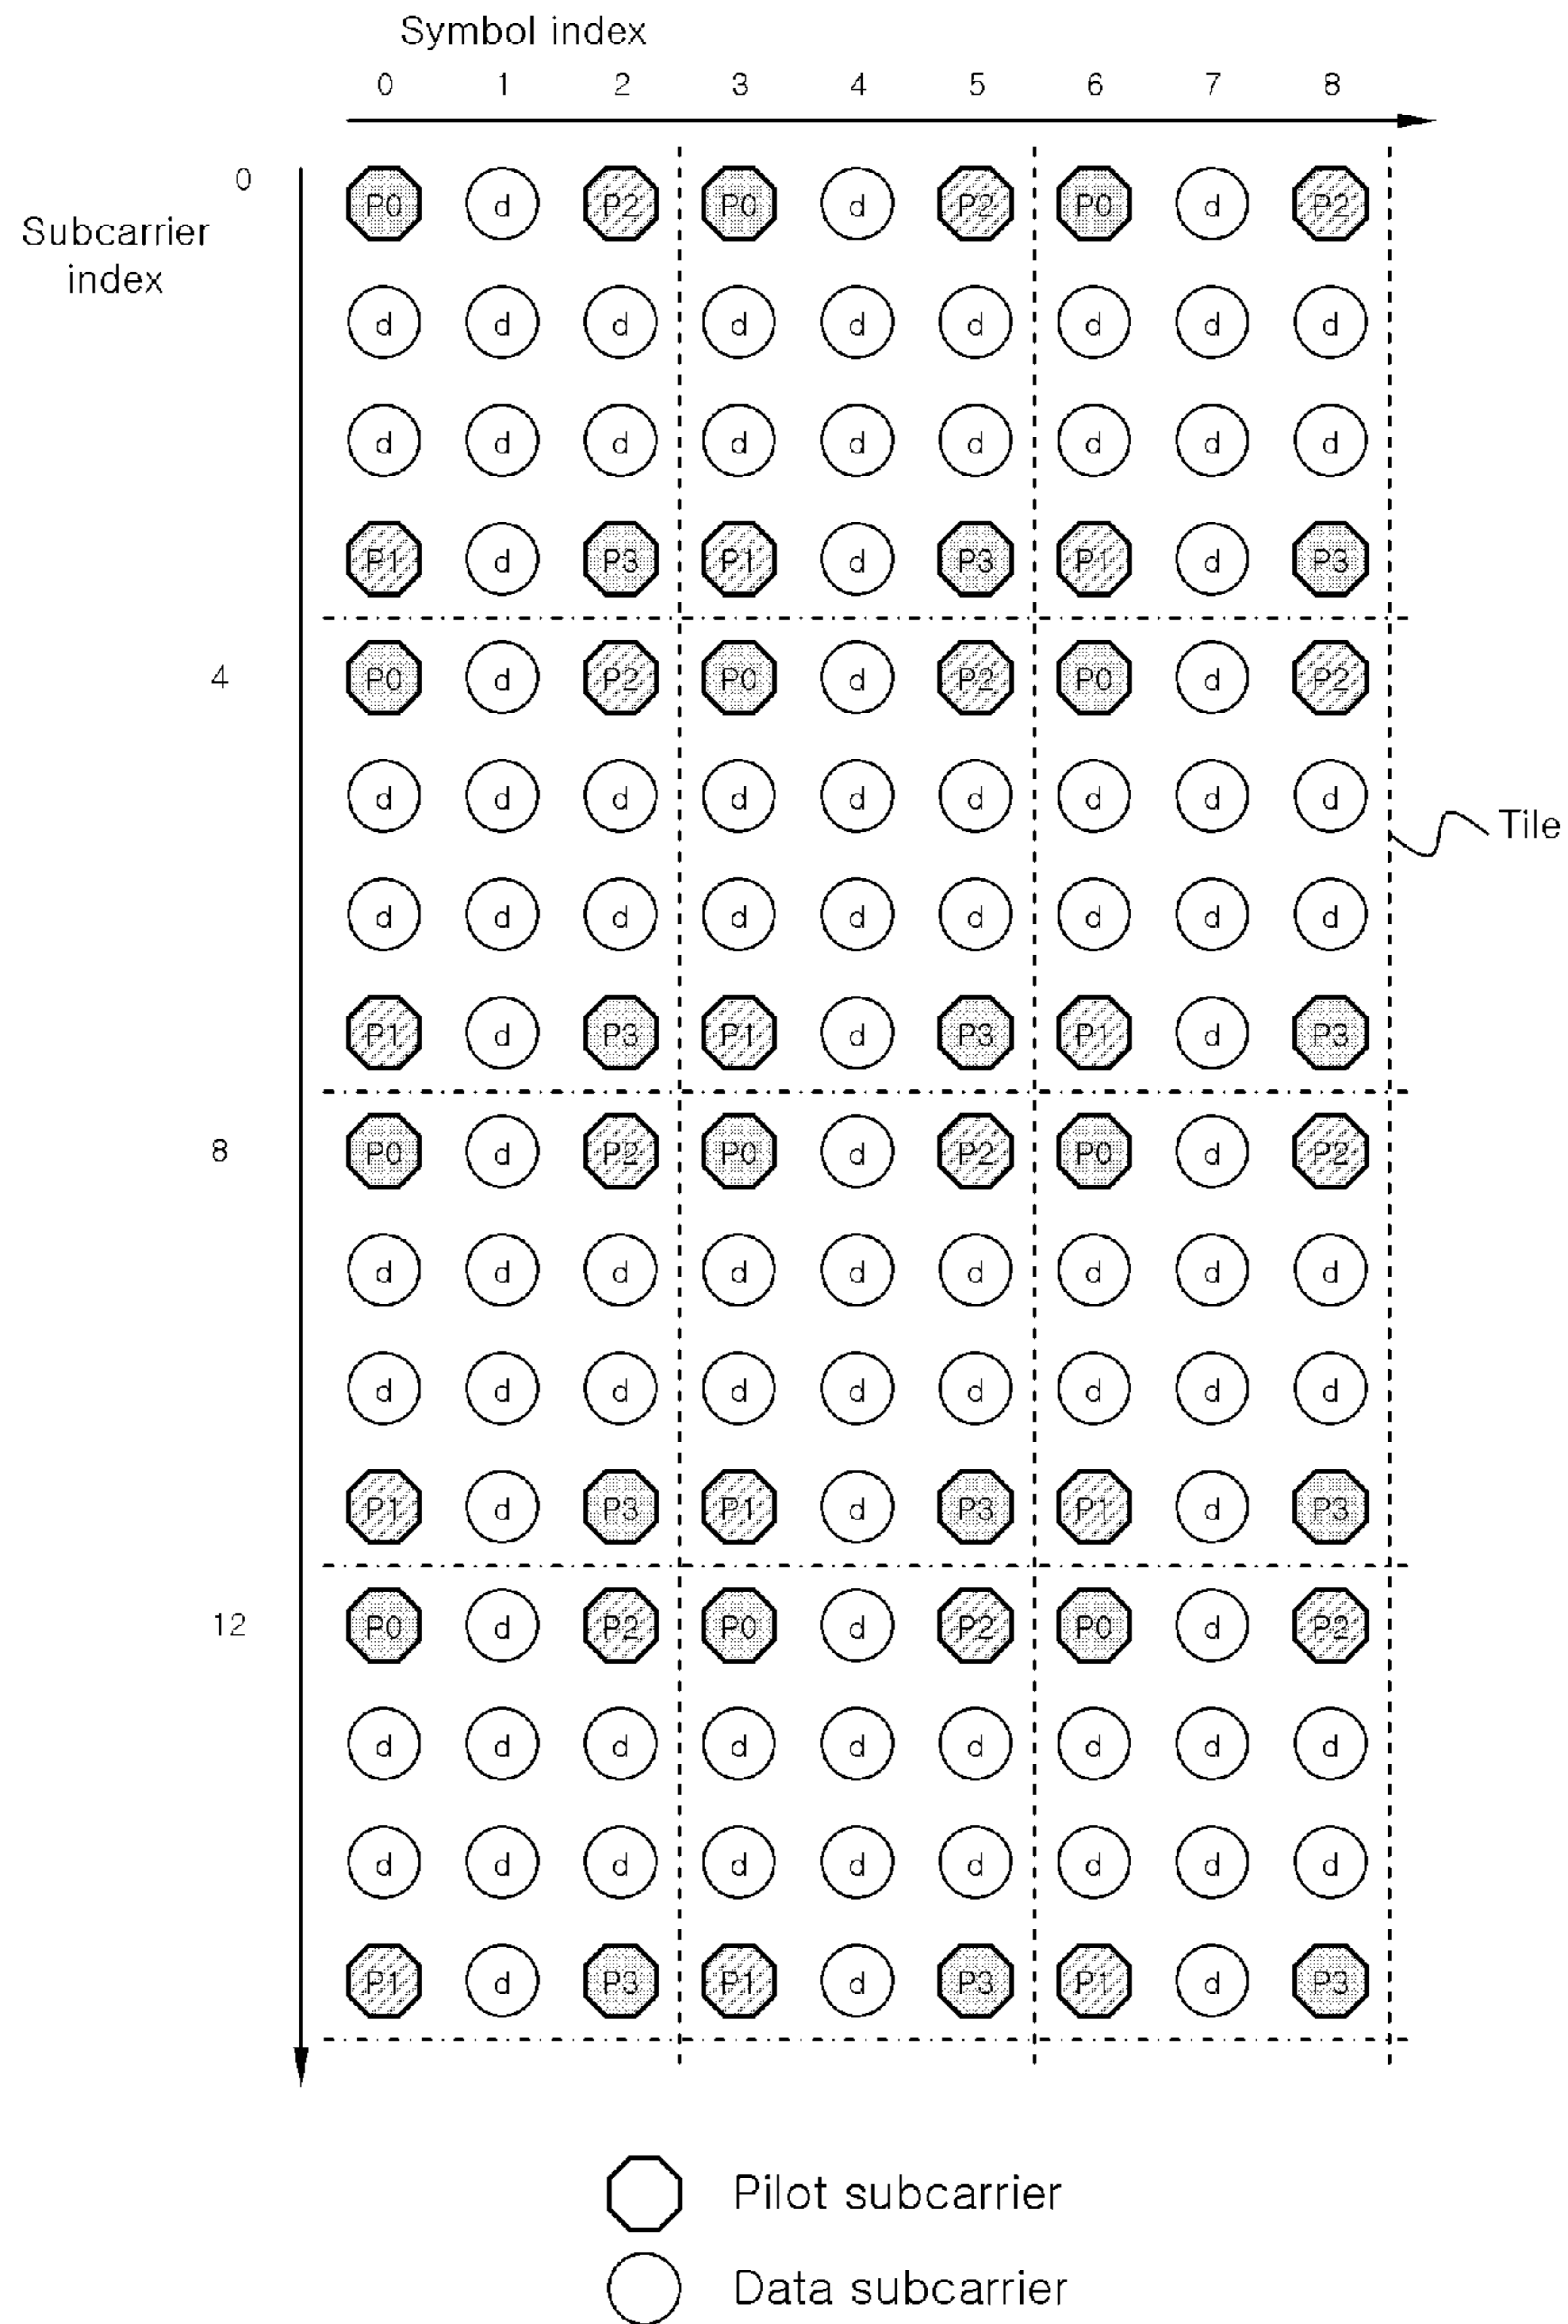 Symbol index
0 1 2 3 4 5 6 7 8
0
Subcarrier
index
P0 d P2 P0 d P2 P0 d P2
d d d d d d d d d
d d d d d d d d d
P1 d P3 P1 d P3 P1 d P3
4 P0 d P2 P0 d P2 P0 d P2
d d d d d d d d d
Tile
d d d d d d d d d
P1 d P3 P1 d P3 P1 d P3
8 P0 d P2 P0 d P2 P0 d P2
d d d d d d d d d
d d d d d d d d d
P1 d P3 P1 d P3 P1 d P3
12 P0 d P2 P0 d P2 P0 d P2
d d d d d d d d d
d d d d d d d d d
P1 d P3 P1 d P3 P1 d P3
Pilot subcarrier
Data subcarrier